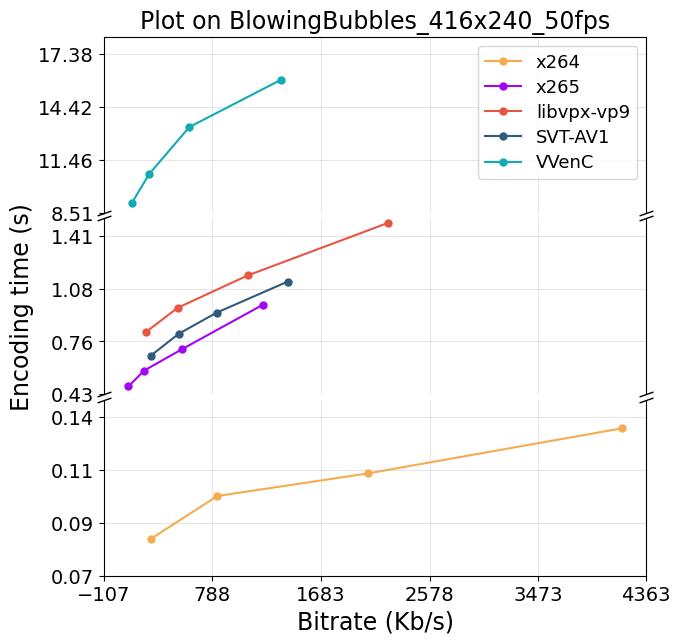 Plot on BlowingBubbles_416x240_50fps
17.38
14.42
11.46
8.51
1.41
1.08
0.76
0.43
0.14
0.11
0.09
0.07
Encoding time (s)
x264
x265
libvpx-vp9
SVT-AV1
VVenC
−107 788 1683 2578 3473 4363
Bitrate (Kb/s)